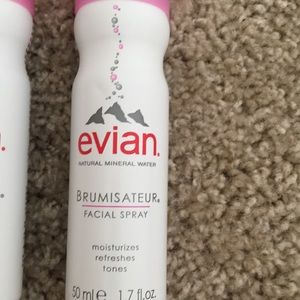 evian.
NATURAL MINERAL WATER
BRUMISATEUR®
FACIAL SPRAY
moisturizes
refreshes
tones
50 ml e 1.7 fl.oz.